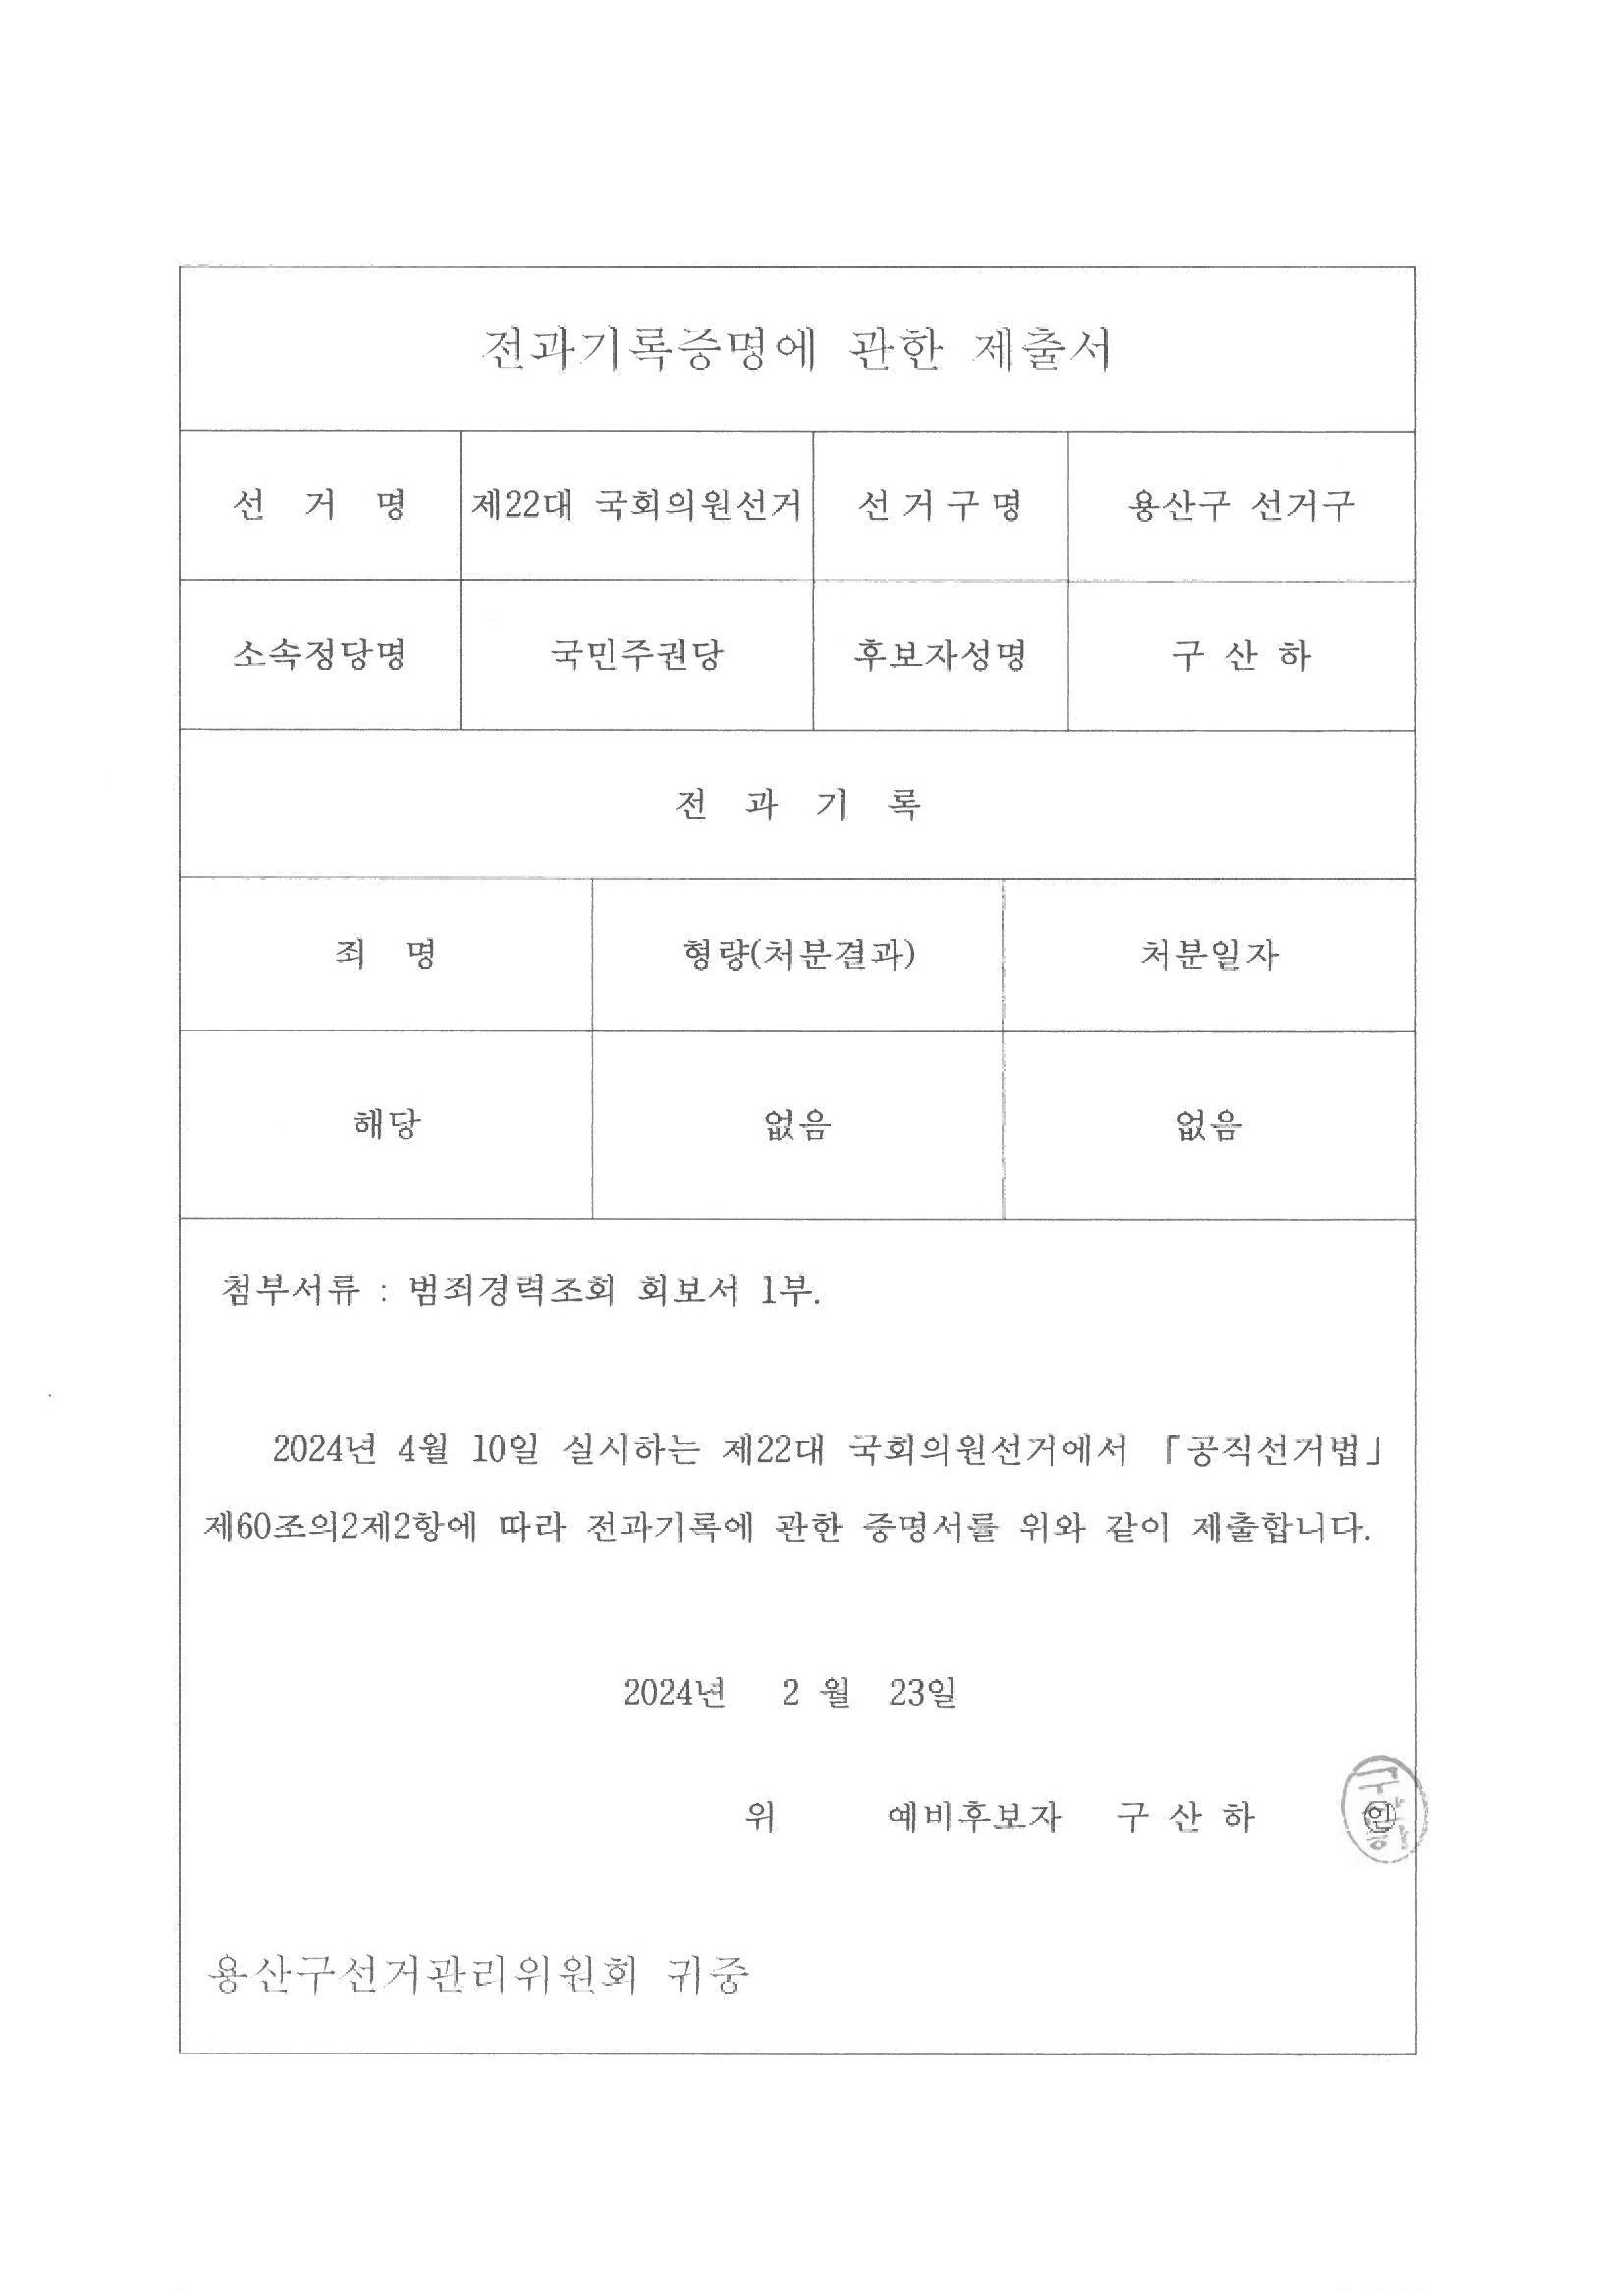 전과기록증명에 관한 제출서
선 거 명 제22대 국회의원선거 선거구명 용산구 선거구
소속정당명 국민주권당 후보자성명 구 산 하
전 과 기 록
죄 명 형량(처분결과) 처분일자
해당 없음 없음
첨부서류 : 범죄경력조회 회보서 1부.
2024년 4월 10일 실시하는 제22대 국회의원선거에서 「공직선거법」
제60조의2제2항에 따라 전과기록에 관한 증명서를 위와 같이 제출합니다.
2024년 2 월 23일
위 예비후보자 구 산 하 ㊞
구산하
용산구선거관리위원회 귀중